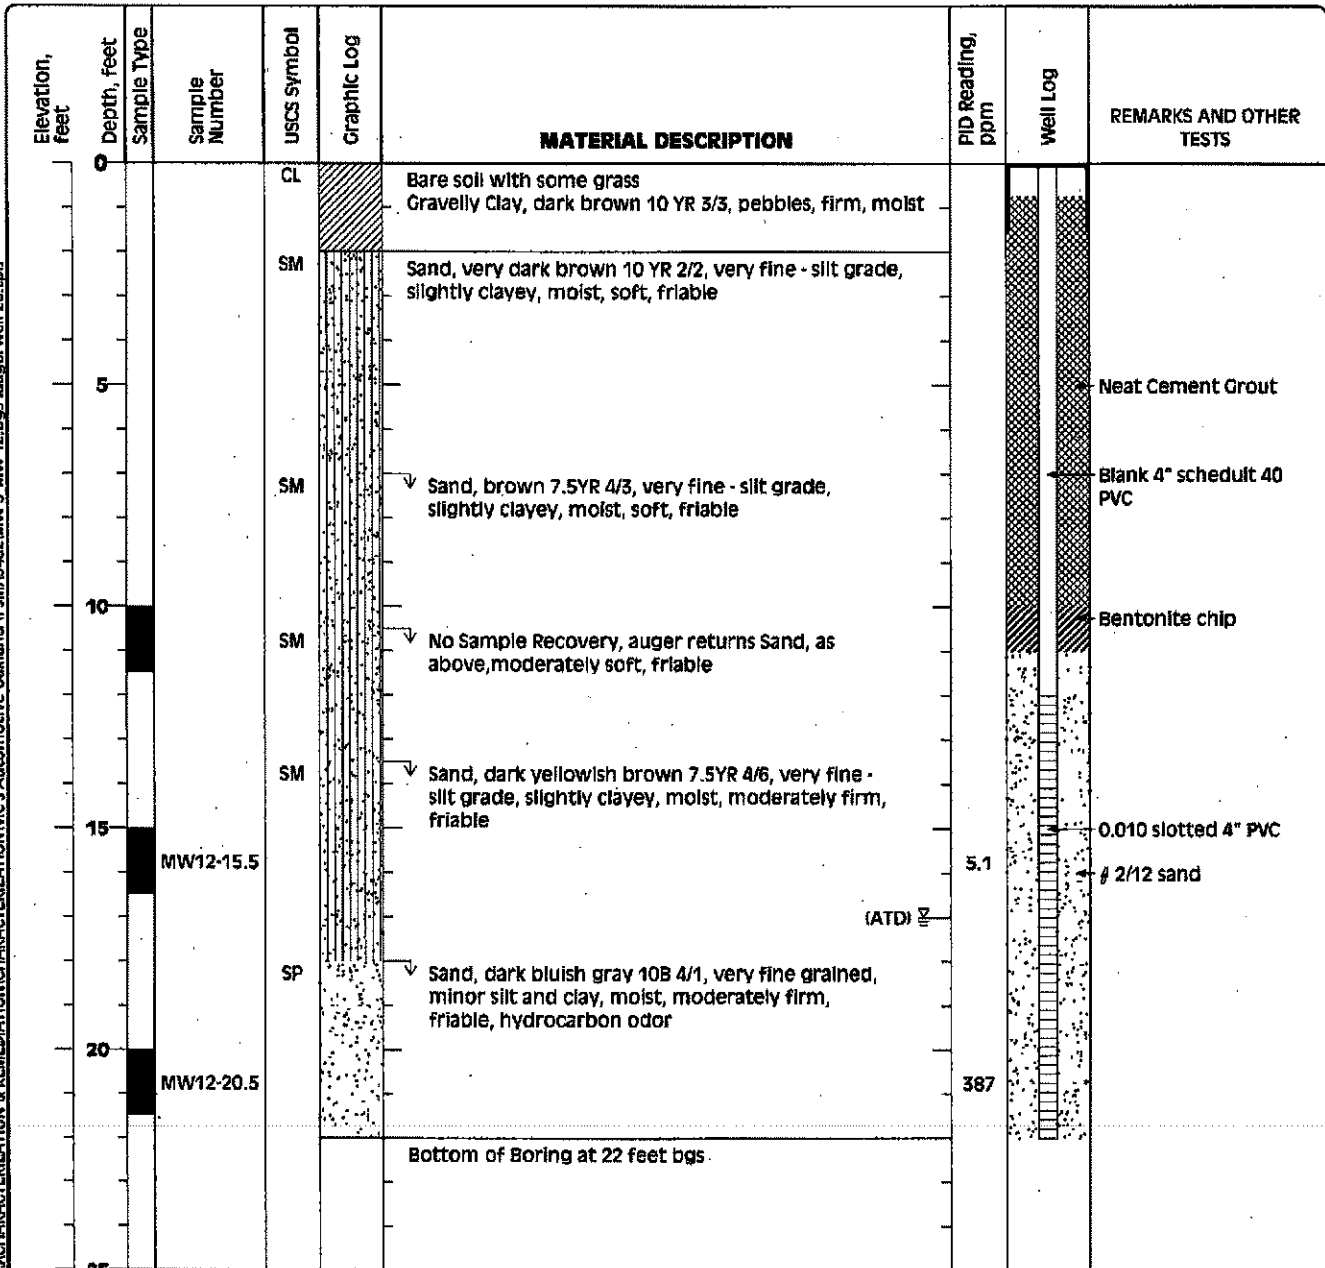 Elevation, feet
Depth, feet
Sample Type
Sample Number
USCS Symbol
Graphic Log
MATERIAL DESCRIPTION
PID Reading, ppm
Well Log
REMARKS AND OTHER
TESTS
0
CL
Bare soil with some grass
Gravelly Clay, dark brown 10 YR 3/3, pebbles, firm, moist
SM
Sand, very dark brown 10 YR 2/2, very fine - silt grade,
slightly clayey, moist, soft, friable
5
Neat Cement Grout
SM
Sand, brown 7.5YR 4/3, very fine - silt grade,
slightly clayey, moist, soft, friable
Blank 4" schedult 40
PVC
10
Bentonite chip
SM
No Sample Recovery, auger returns Sand, as
above,moderately soft, friable
SM
Sand, dark yellowish brown 7.5YR 4/6, very fine -
silt grade, slightly clayey, moist, moderately firm,
friable
15
0.010 slotted 4" PVC
MW12-15.5
5.1
# 2/12 sand
(ATD)
SP
Sand, dark bluish gray 10B 4/1, very fine grained,
minor silt and clay, moist, moderately firm,
friable, hydrocarbon odor
20
MW12-20.5
387
Bottom of Boring at 22 feet bgs